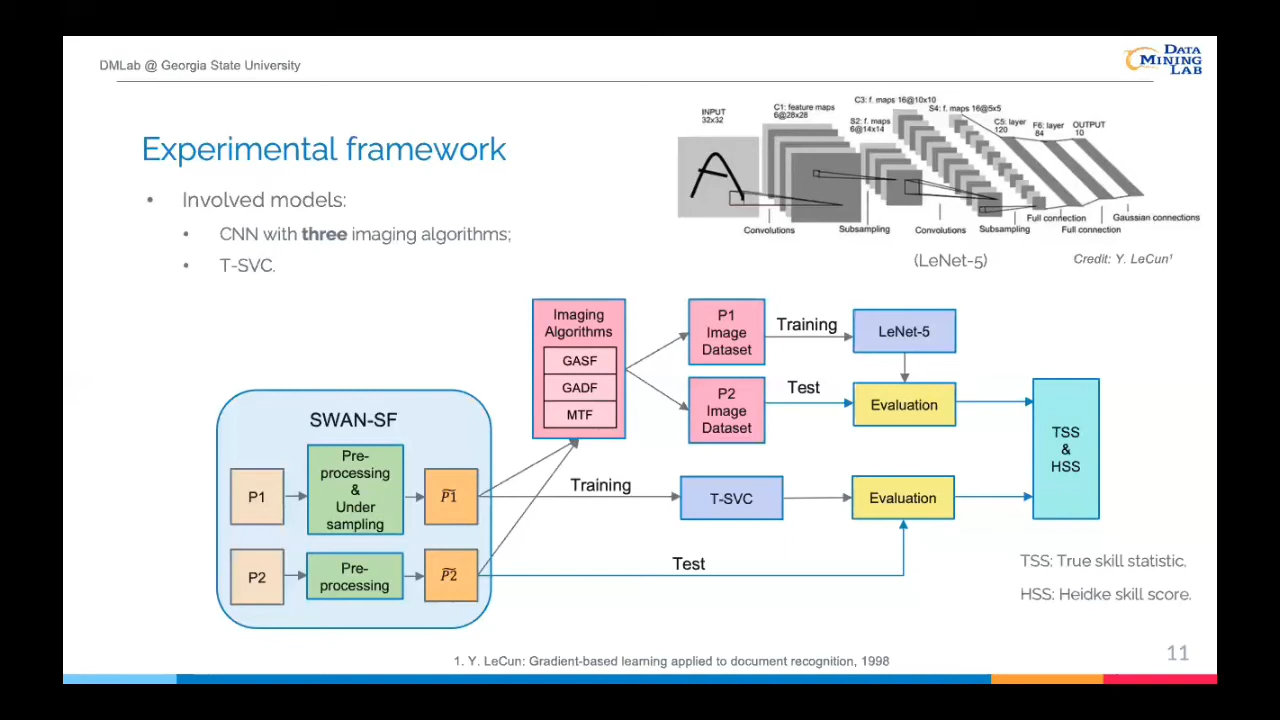 DMLab @ Georgia State University
DATA
MINING
LAB
Experimental framework
• Involved models:
• CNN with three imaging algorithms;
• T-SVC.
INPUT
32x32
C1: feature maps
6@28x28
S2: f. maps
6@14x14
C3: f. maps 16@10x10
S4: f. maps 16@5x5
C5: layer
120
F6: layer
84
OUTPUT
10
Convolutions
Subsampling
Convolutions
Subsampling
Full connection
Full connection
Gaussian connections
(LeNet-5)
Credit: Y. LeCun¹
SWAN-SF
P1
Pre-
processing
&
Under
sampling
P̃1
P2
Pre-
processing
P̃2
Imaging
Algorithms
GASF
GADF
MTF
P1
Image
Dataset
Training
LeNet-5
P2
Image
Dataset
Test
Evaluation
Training
T-SVC
Evaluation
Test
TSS
&
HSS
TSS: True skill statistic.
HSS: Heidke skill score.
1. Y. LeCun: Gradient-based learning applied to document recognition, 1998
11